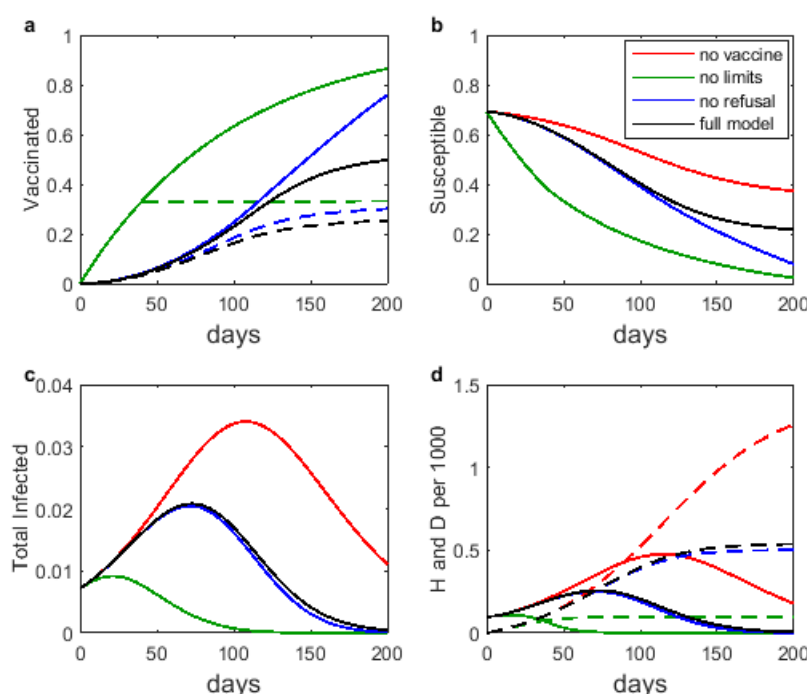 a
1
0.8
0.6
0.4
0.2
0
Vaccinated
0 50 100 150 200
days
b
1
0.8
0.6
0.4
0.2
0
Susceptible
no vaccine
no limits
no refusal
full model
0 50 100 150 200
days
c
0.04
0.03
0.02
0.01
0
Total Infected
0 50 100 150 200
days
d
1.5
1
0.5
0
H and D per 1000
0 50 100 150 200
days